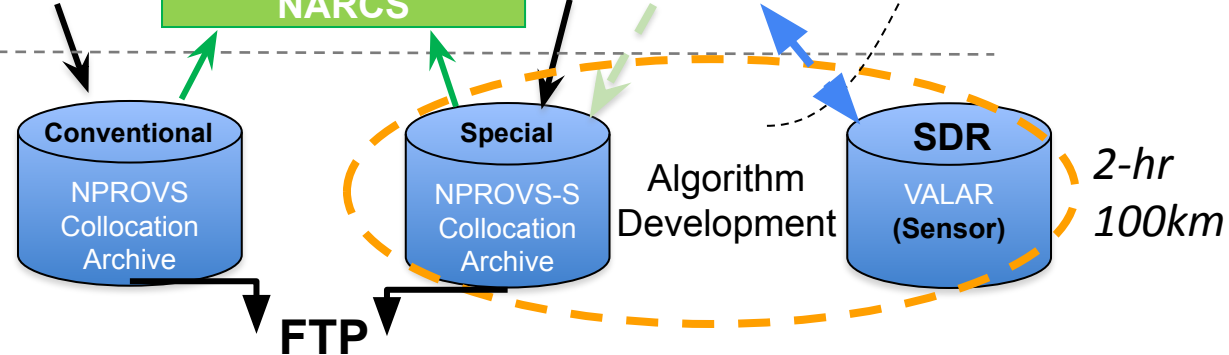 NARCS
Conventional
NPROVS
Collocation
Archive
Special
NPROVS-S
Collocation
Archive
Algorithm
Development
SDR
VALAR
(Sensor)
2-hr
100km
FTP